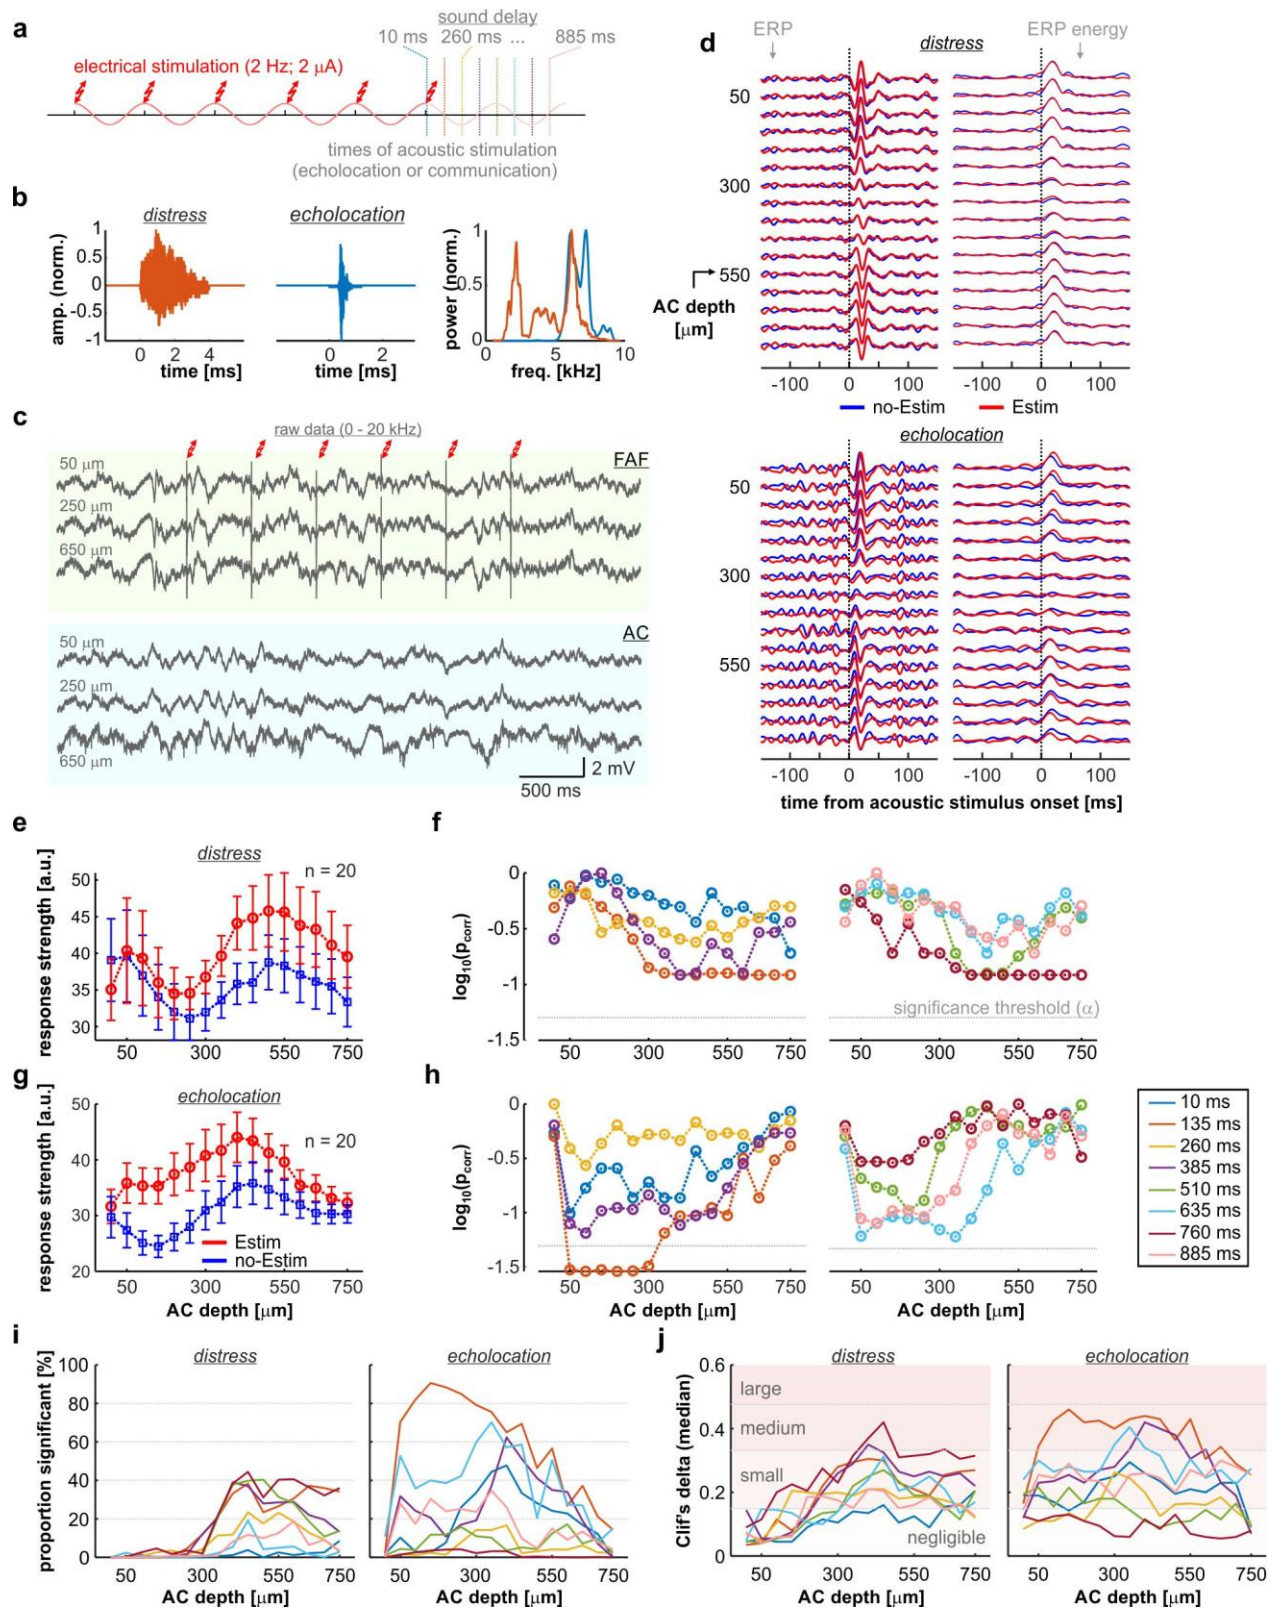 a
sound delay
10 ms 260 ms ... 885 ms
electrical stimulation (2 Hz; 2 μA)
times of acoustic stimulation
(echolocation or communication)
b
distress
echolocation
amp. (norm.)
1
0.5
0
-0.5
-1
0 2 4
time [ms]
0 2
time [ms]
power (norm.)
1
0.5
0
0 5 10
freq. [kHz]
c
raw data (0 - 20 kHz)
FAF
50 μm
250 μm
650 μm
AC
50 μm
250 μm
650 μm
2 mV
500 ms
d
ERP
distress
ERP energy
50
300
550
AC depth
[μm]
-100 0 100
-100 0 100
no-Estim
Estim
echolocation
50
300
550
-100 0 100
-100 0 100
time from acoustic stimulus onset [ms]
e
distress
n = 20
response strength [a.u.]
50
45
40
35
30
50 300 550 750
f
log10(pcorr)
0
-0.5
-1
-1.5
50 300 550 750
significance threshold (α)
50 300 550 750
g
echolocation
n = 20
response strength [a.u.]
50
40
30
20
Estim
no-Estim
50 300 550 750
AC depth [μm]
h
log10(pcorr)
0
-0.5
-1
-1.5
50 300 550 750
AC depth [μm]
50 300 550 750
AC depth [μm]
10 ms
135 ms
260 ms
385 ms
510 ms
635 ms
760 ms
885 ms
i
distress
echolocation
proportion significant [%]
100
80
60
40
20
0
50 300 550 750
AC depth [μm]
50 300 550 750
AC depth [μm]
j
distress
echolocation
Clif's delta (median)
0.6
0.4
0.2
0
large
medium
small
negligible
50 300 550 750
AC depth [μm]
50 300 550 750
AC depth [μm]